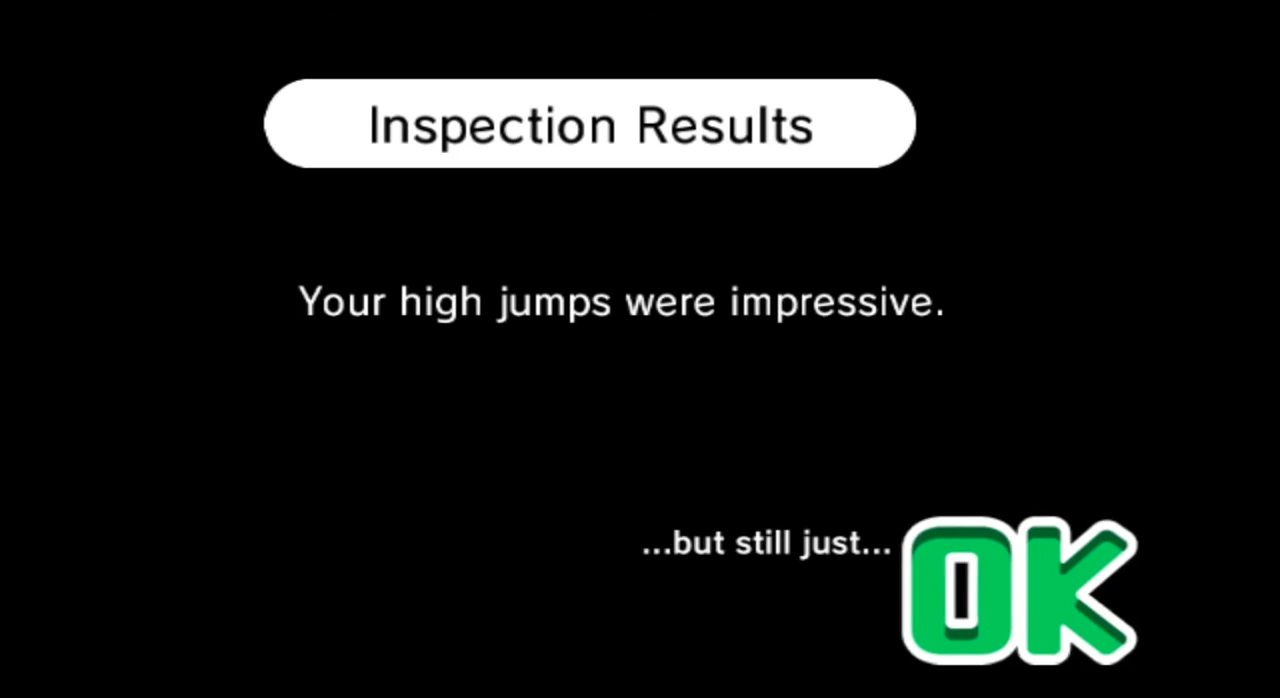 Inspection Results
Your high jumps were impressive.
...but still just... OK